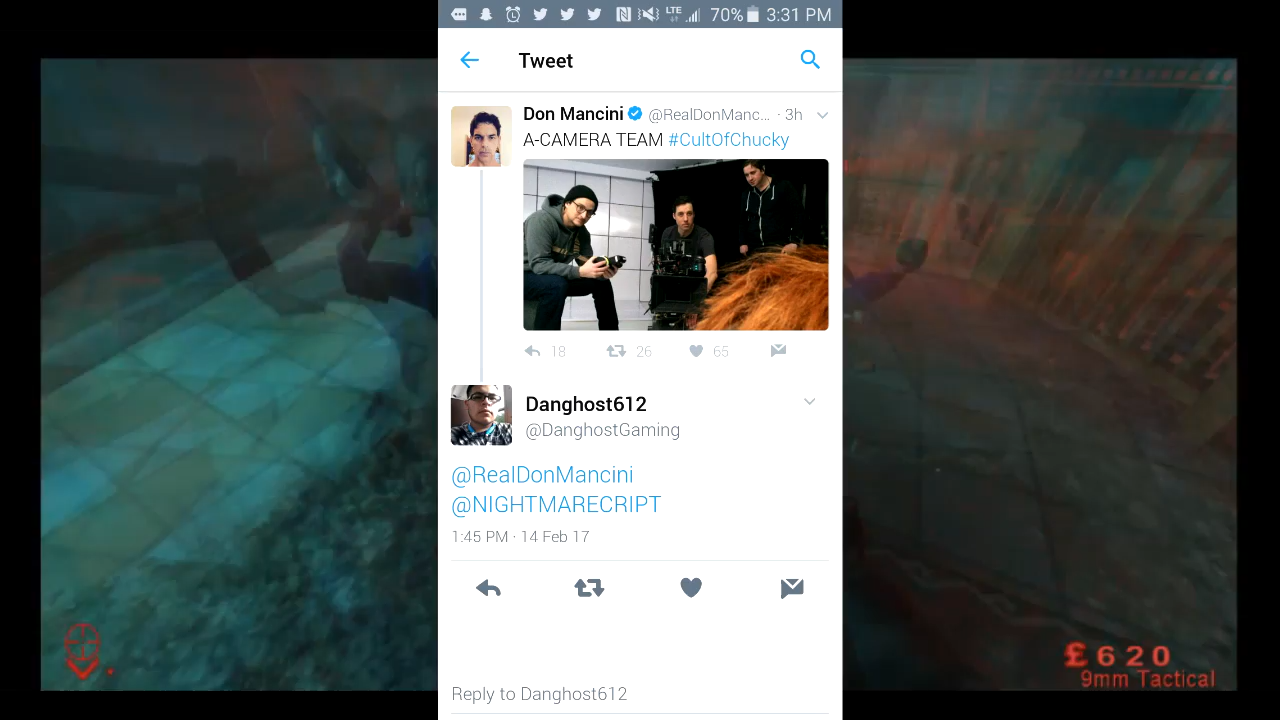 LTE 70% 3:31 PM
Tweet
Don Mancini @RealDonManc... · 3h
A-CAMERA TEAM #CultOfChucky
18 26 65
Danghost612
@DanghostGaming
@RealDonMancini
@NIGHTMARECRIPT
1:45 PM · 14 Feb 17
Reply to Danghost612
£620
9mm Tactical